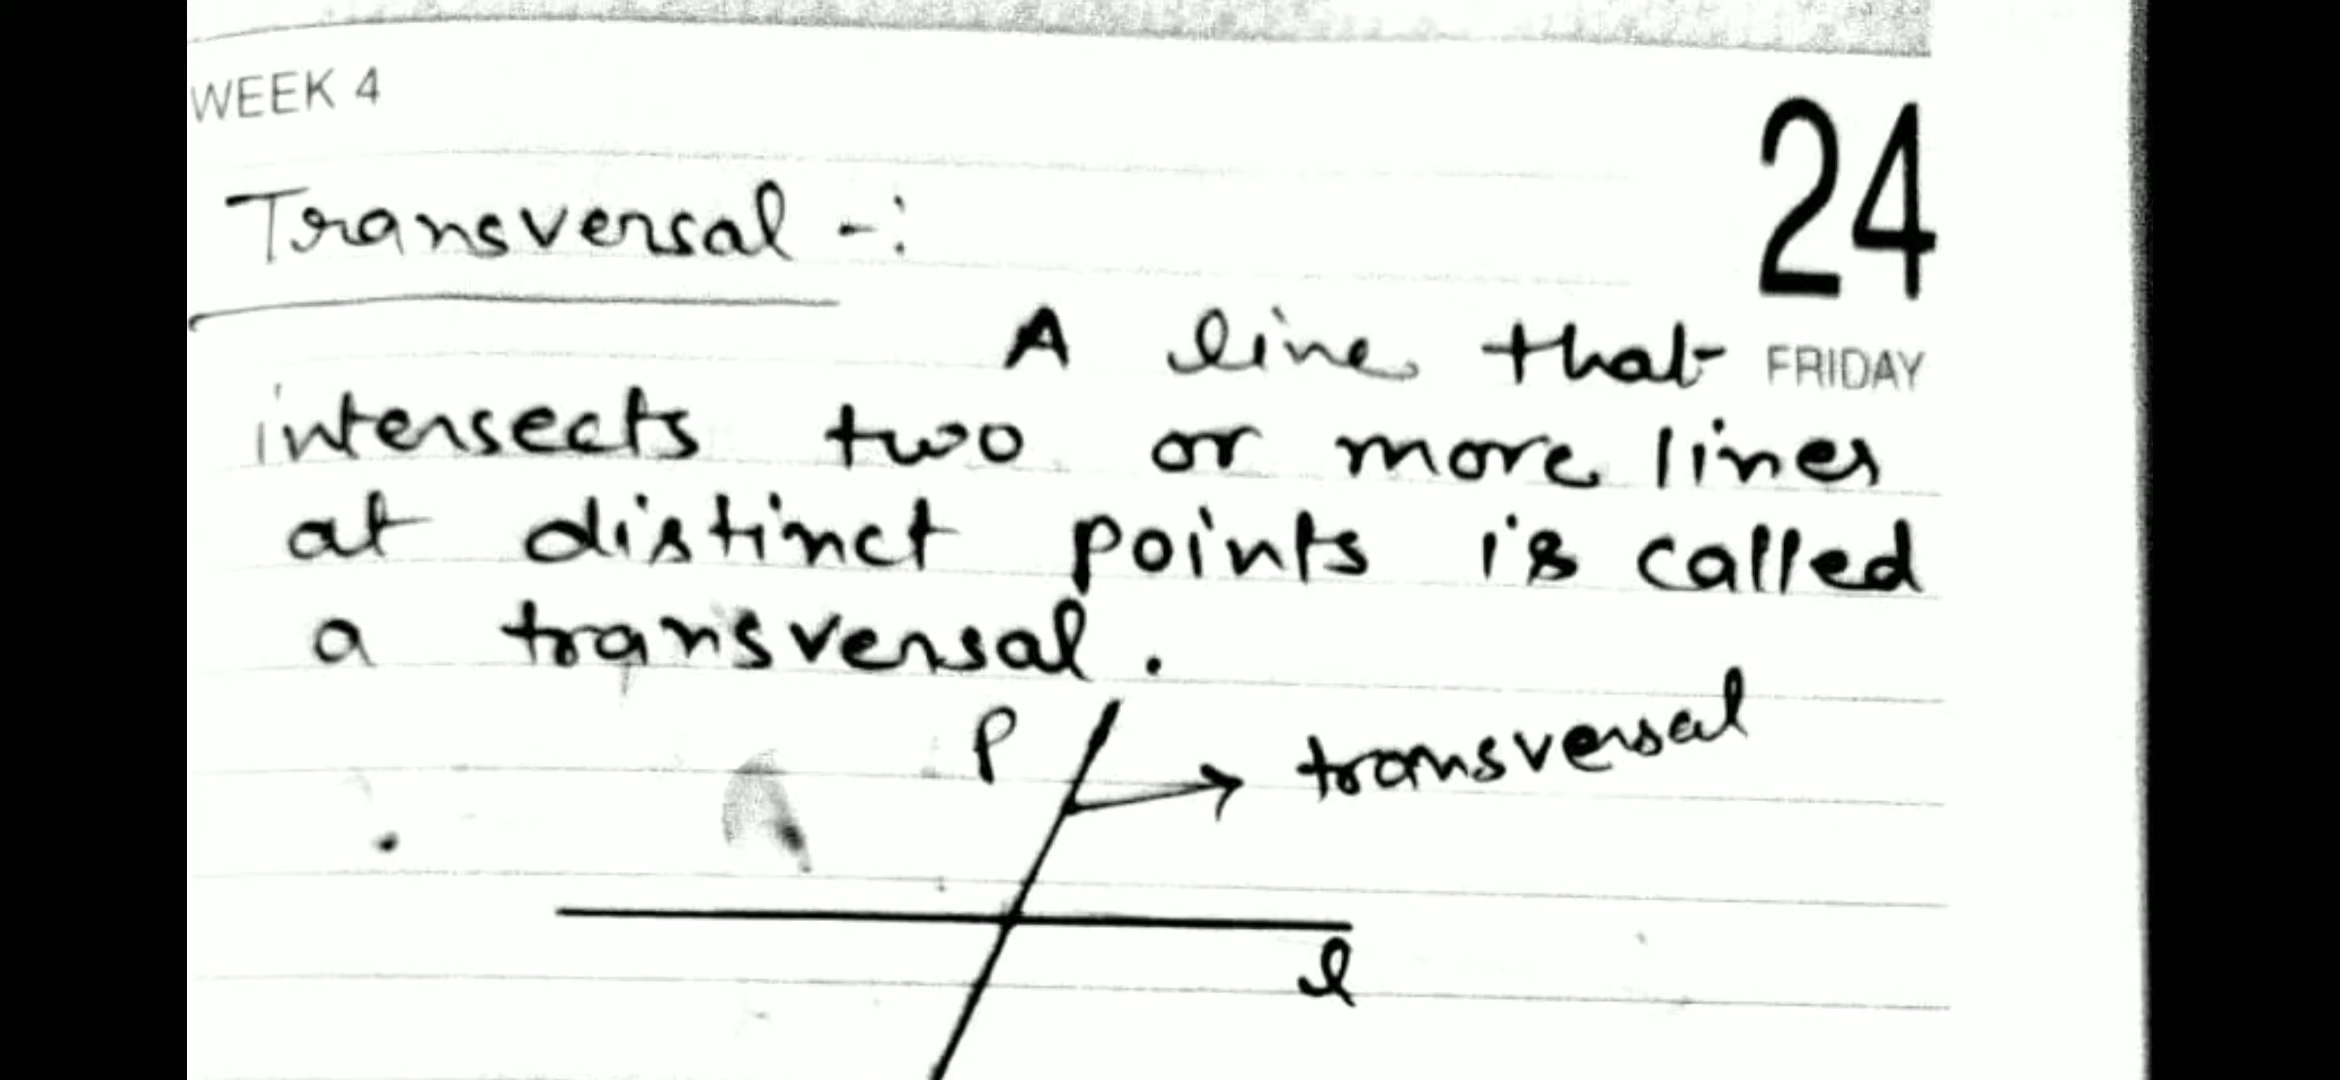 WEEK 4
24
Transversal -:
A line that
FRIDAY
intersects two or more lines
at distinct points is called
a transversal.
P
transversal
l